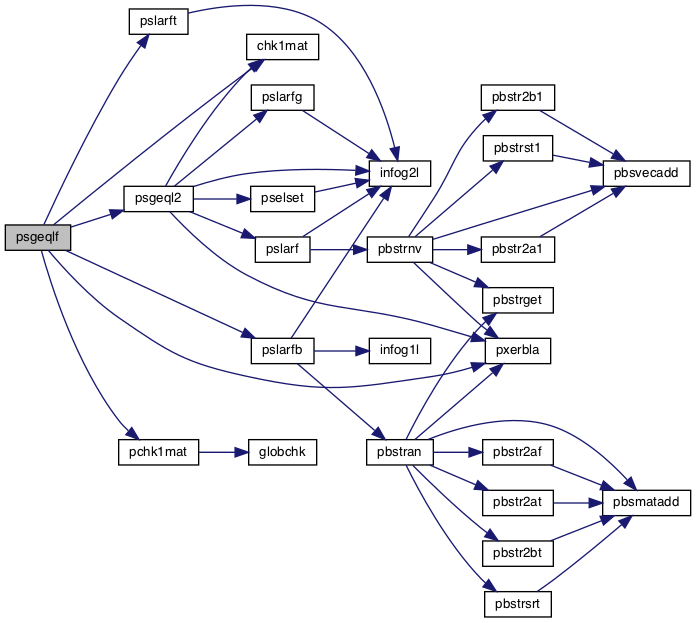 pslarft
chk1mat
pslarfg
pbstr2b1
pbstrst1
infog2l
pbsvecadd
psgeql2
pselset
psgeqlf
pslarf
pbstrnv
pbstr2a1
pbstrget
pslarfb
infog1l
pxerbla
pchk1mat
globchk
pbstran
pbstr2af
pbstr2at
pbsmatadd
pbstr2bt
pbstrsrt